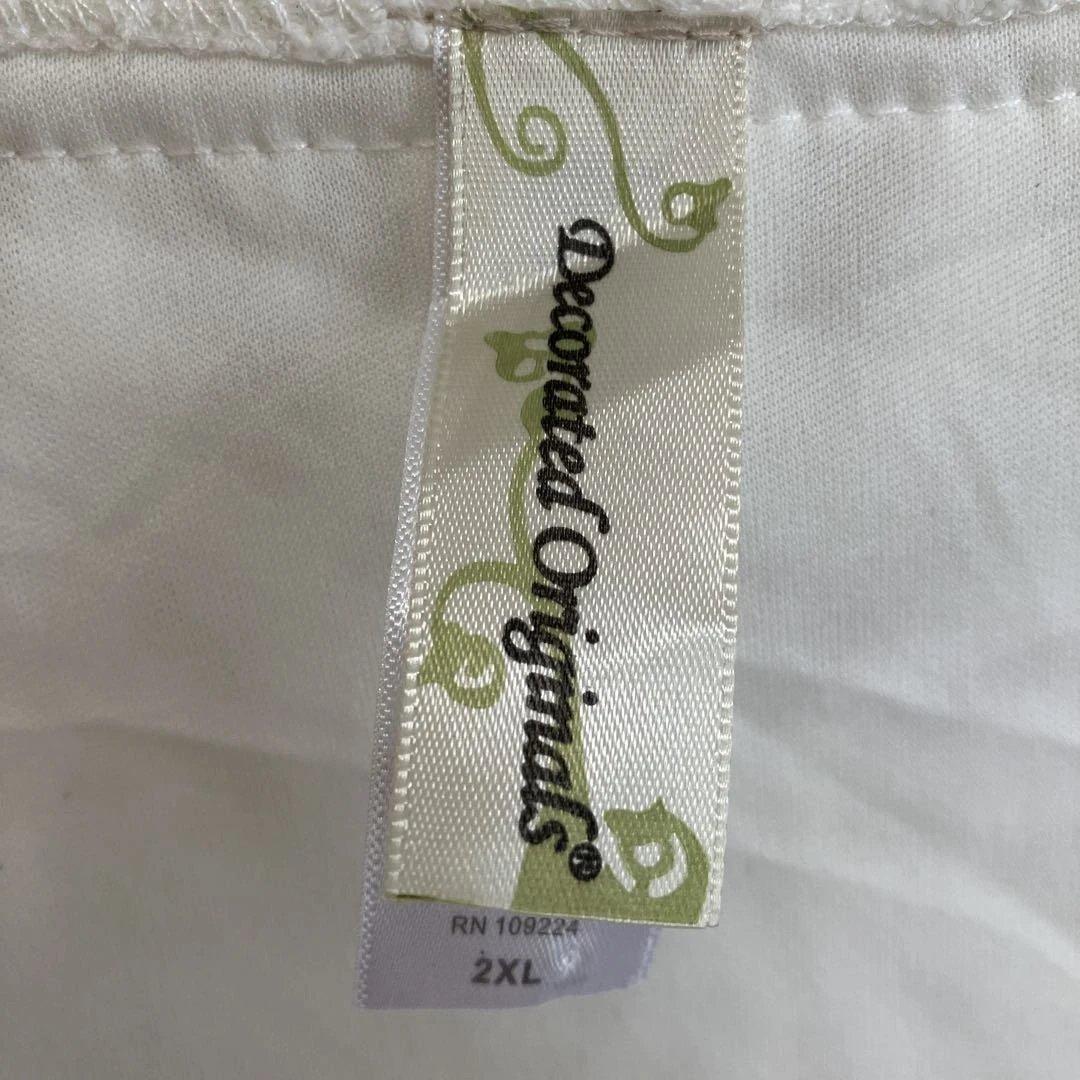 Decorated Originals®
RN 109224
2XL